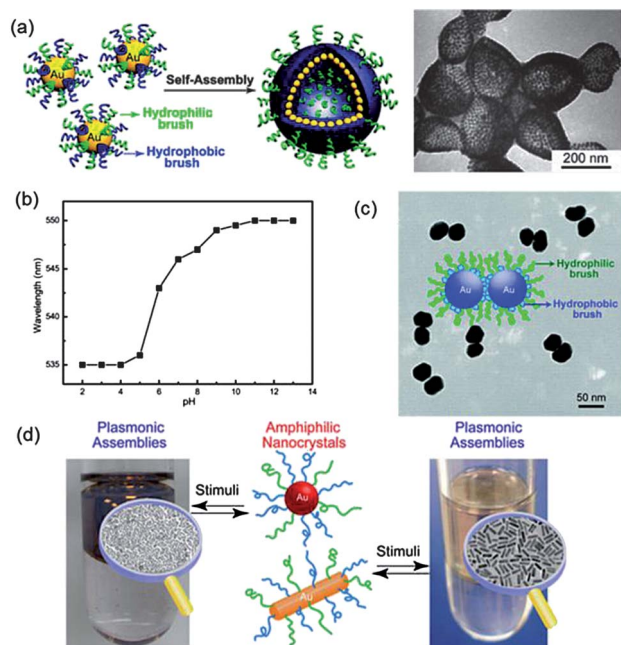 (a)
Au
Au
Au
Self-Assembly
Hydrophilic
brush
Hydrophobic
brush
200 nm
(b)
550
545
540
535
Wavelength (nm)
2
4
6
8
10
12
14
pH
(c)
Hydrophilic
brush
Au
Au
Hydrophobic
brush
50 nm
(d)
Plasmonic
Assemblies
Amphiphilic
Nanocrystals
Plasmonic
Assemblies
Stimuli
Au
Stimuli
Au